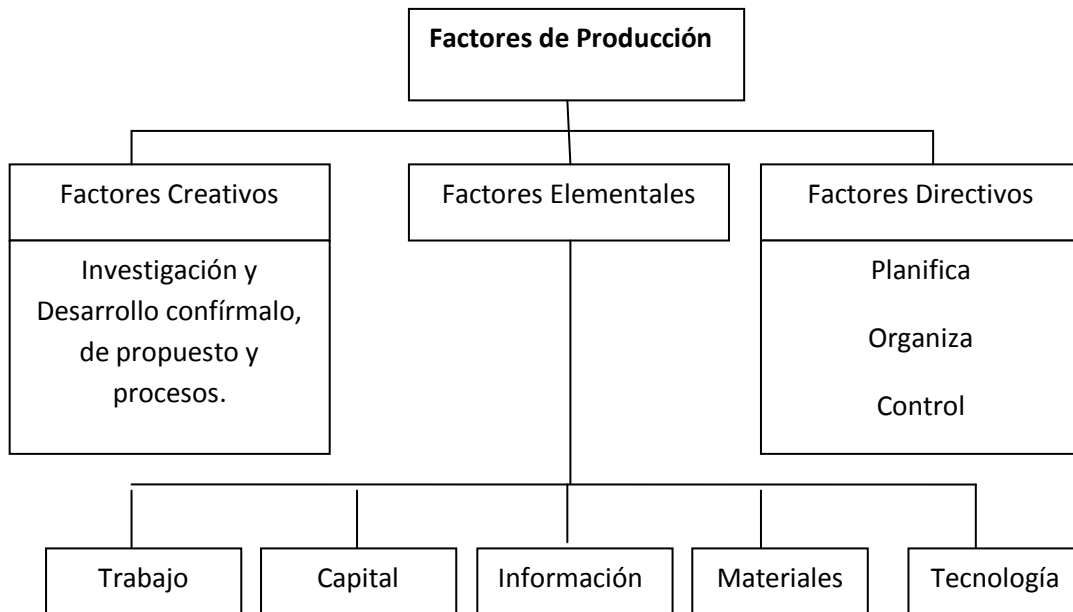 Factores de Producción
Factores Creativos
Factores Elementales
Factores Directivos
Investigación y
Desarrollo confírmalo,
de propuesto y
procesos.
Planifica
Organiza
Control
Trabajo
Capital
Información
Materiales
Tecnología